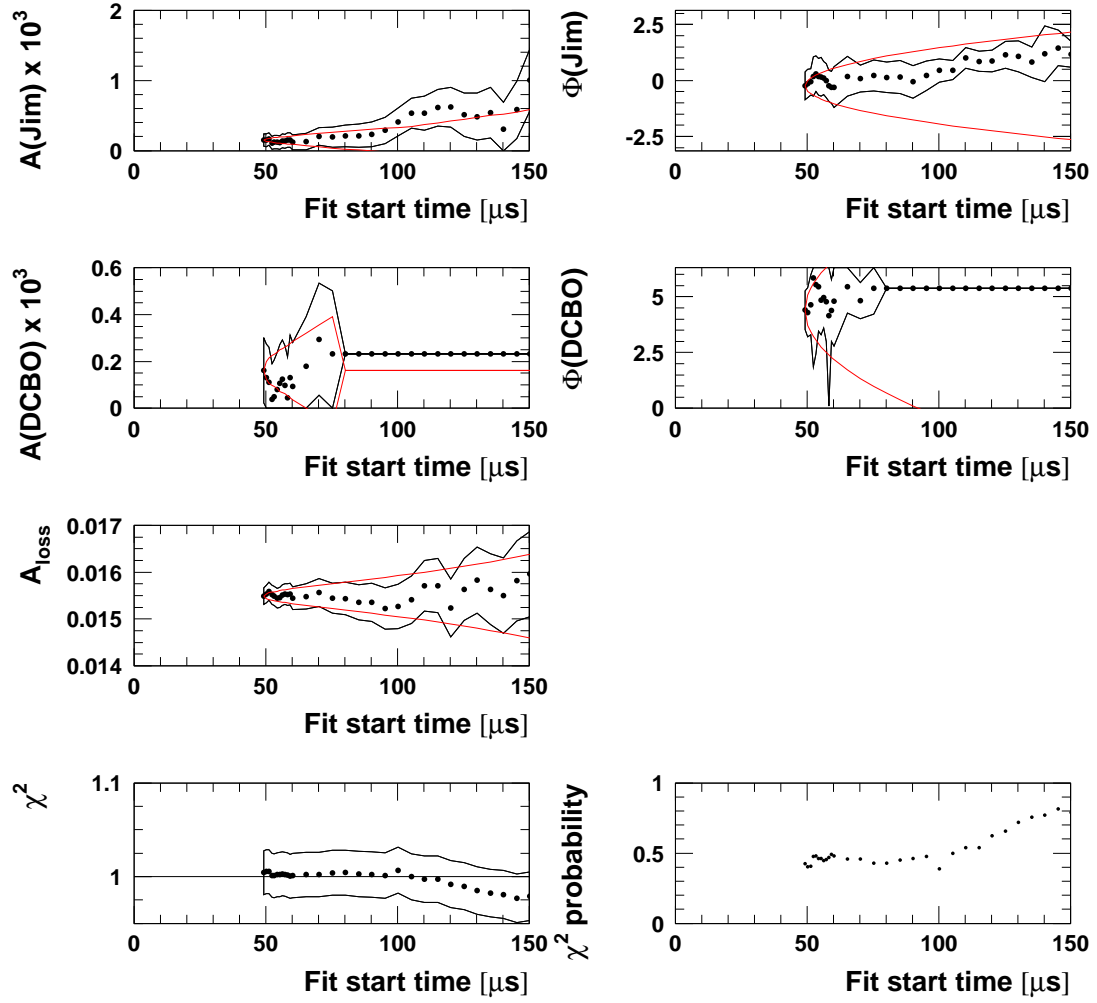 A(Jim) x 10³
2
1
0
0 50 100 150
Fit start time [μs]
Φ(Jim)
2.5
0
-2.5
0 50 100 150
Fit start time [μs]
A(DCBO) x 10³
0.6
0.4
0.2
0
0 50 100 150
Fit start time [μs]
Φ(DCBO)
5
2.5
0
0 50 100 150
Fit start time [μs]
A_loss
0.017
0.016
0.015
0.014
0 50 100 150
Fit start time [μs]
χ²
1.1
1
0 50 100 150
Fit start time [μs]
χ² probability
1
0.5
0
0 50 100 150
Fit start time [μs]